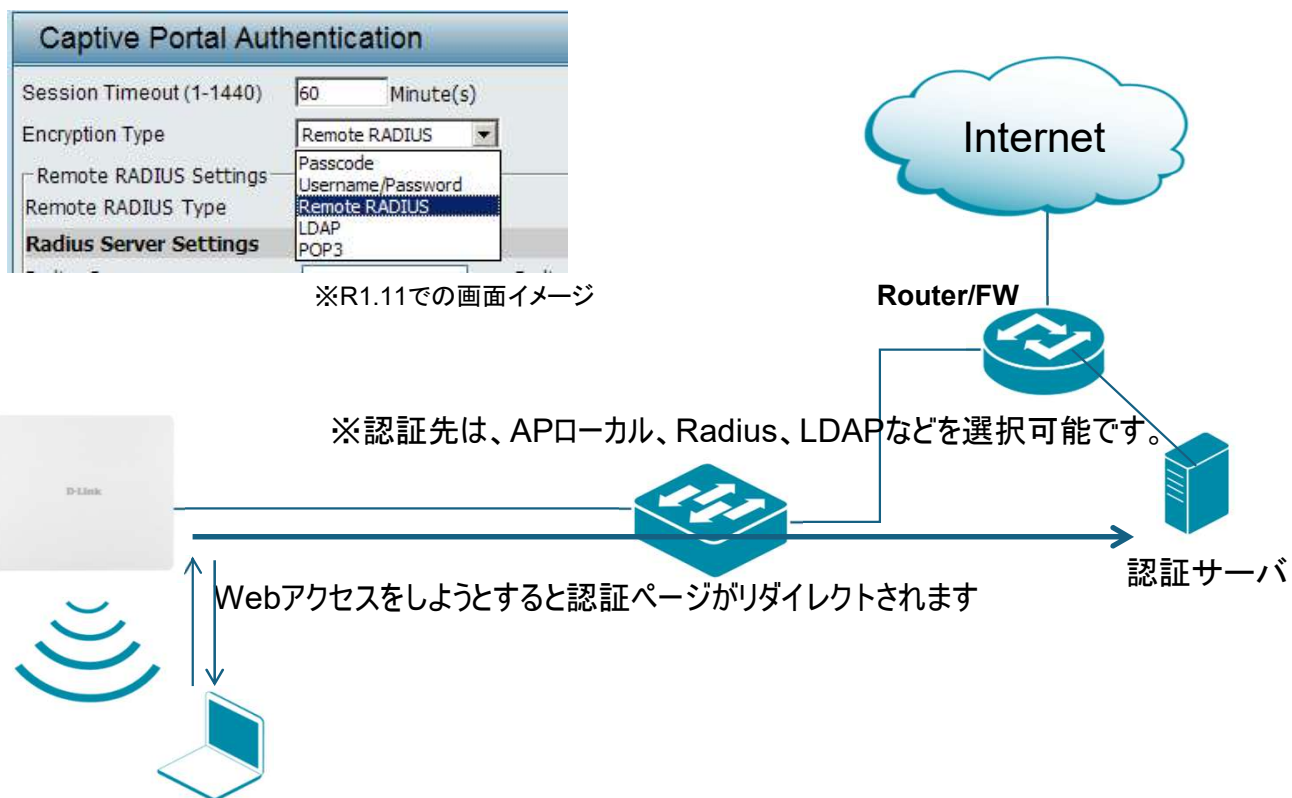 Captive Portal Authentication
Session Timeout (1-1440) 60 Minute(s)
Encryption Type Remote RADIUS
Passcode
Remote RADIUS Settings Username/Password
Remote RADIUS Type Remote RADIUS
LDAP
Radius Server Settings POP3
※R1.11での画面イメージ
Internet
Router/FW
※認証先は、APローカル、Radius、LDAPなどを選択可能です。
D-Link
認証サーバ
Webアクセスをしようとすると認証ページがリダイレクトされます